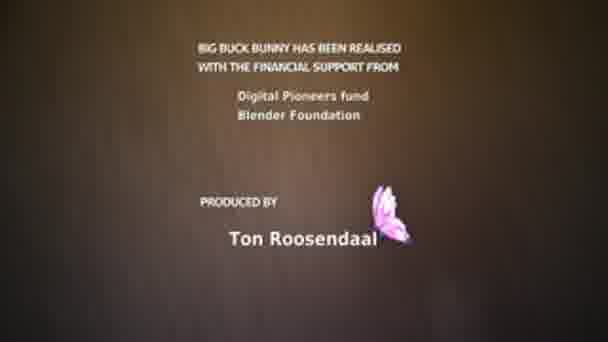 BIG BUCK BUNNY HAS BEEN REALISED
WITH THE FINANCIAL SUPPORT FROM
Digital Pioneers fund
Blender Foundation
PRODUCED BY
Ton Roosendaal